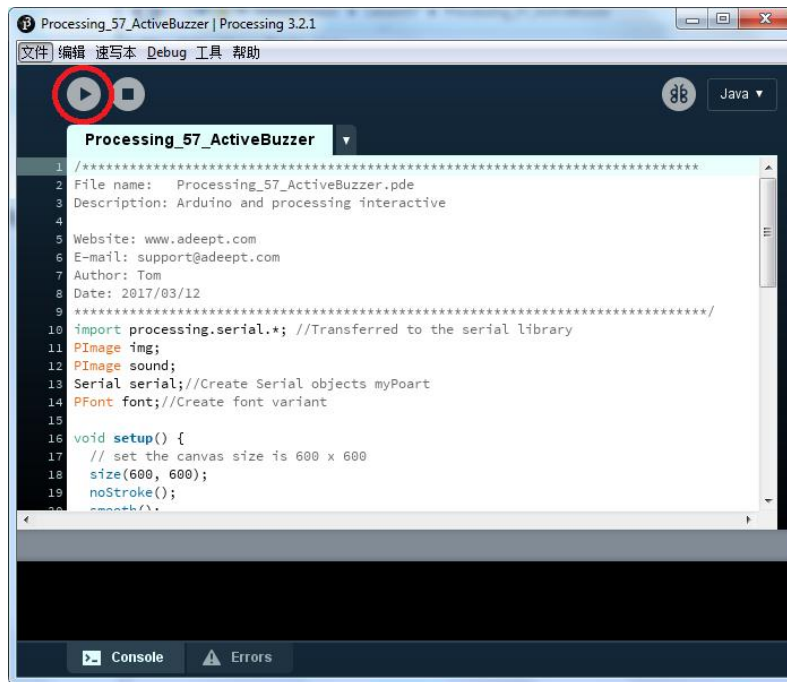 Processing_57_ActiveBuzzer | Processing 3.2.1
文件 编辑 速写本 Debug 工具 帮助
Java
Processing_57_ActiveBuzzer
1 /******************************************************************************
2 File name:   Processing_57_ActiveBuzzer.pde
3 Description: Arduino and processing interactive
4
5 Website: www.adeept.com
6 E-mail: support@adeept.com
7 Author: Tom
8 Date: 2017/03/12
9 ********************************************************************************/
10 import processing.serial.*; //Transferred to the serial library
11 PImage img;
12 PImage sound;
13 Serial serial;//Create Serial objects myPoart
14 PFont font;//Create font variant
15
16 void setup() {
17   // set the canvas size is 600 x 600
18   size(600, 600);
19   noStroke();
20   smooth();
Console Errors